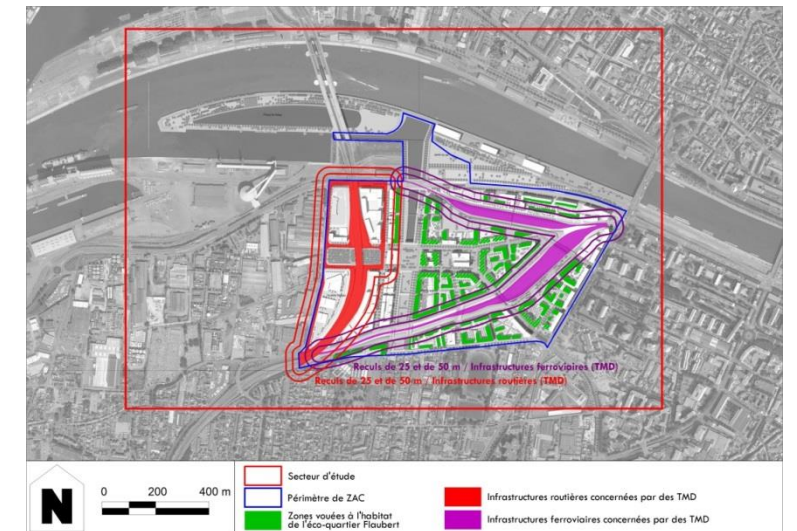 Reculs de 25 et de 50 m / Infrastructures ferroviaires (TMD)
Reculs de 25 et de 50 m / Infrastructures routières (TMD)
N
0 200 400 m
Secteur d'étude
Périmètre de ZAC
Zones vouées à l'habitat
de l'éco-quartier Flaubert
Infrastructures routières concernées par des TMD
Infrastructures ferroviaires concernées par des TMD